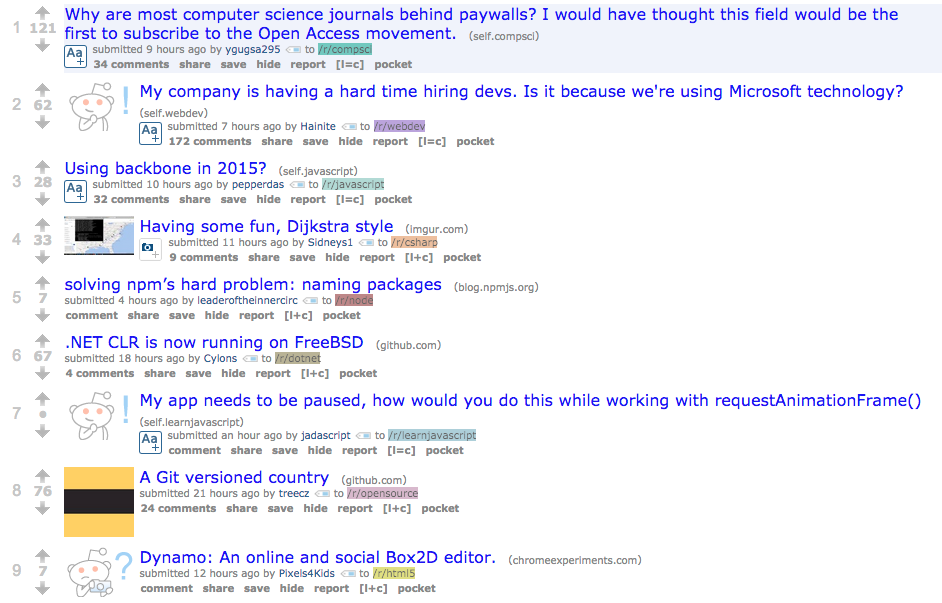 Why are most computer science journals behind paywalls? I would have thought this field would be the
1 121 first to subscribe to the Open Access movement. (self.compsci)
Aa+ submitted 9 hours ago by ygugsa295 to /r/compsci
34 comments share save hide report [l=c] pocket
My company is having a hard time hiring devs. Is it because we're using Microsoft technology?
2 62 ! (self.webdev)
Aa+ submitted 7 hours ago by Hainite to /r/webdev
172 comments share save hide report [l=c] pocket
Using backbone in 2015? (self.javascript)
3 28 Aa+ submitted 10 hours ago by pepperdas to /r/javascript
32 comments share save hide report [l=c] pocket
Having some fun, Dijkstra style (imgur.com)
4 33 submitted 11 hours ago by Sidneys1 to /r/csharp
9 comments share save hide report [l+c] pocket
solving npm’s hard problem: naming packages (blog.npmjs.org)
5 7 submitted 4 hours ago by leaderoftheinnercirc to /r/node
comment share save hide report [l+c] pocket
.NET CLR is now running on FreeBSD (github.com)
6 67 submitted 18 hours ago by Cylons to /r/dotnet
4 comments share save hide report [l+c] pocket
My app needs to be paused, how would you do this while working with requestAnimationFrame()
7 • ! (self.learnjavascript)
Aa+ submitted an hour ago by jadascript to /r/learnjavascript
comment share save hide report [l=c] pocket
A Git versioned country (github.com)
8 76 submitted 21 hours ago by treecz to /r/opensource
24 comments share save hide report [l+c] pocket
Dynamo: An online and social Box2D editor. (chromeexperiments.com)
9 7 ? submitted 12 hours ago by Pixels4Kids to /r/html5
comment share save hide report [l+c] pocket